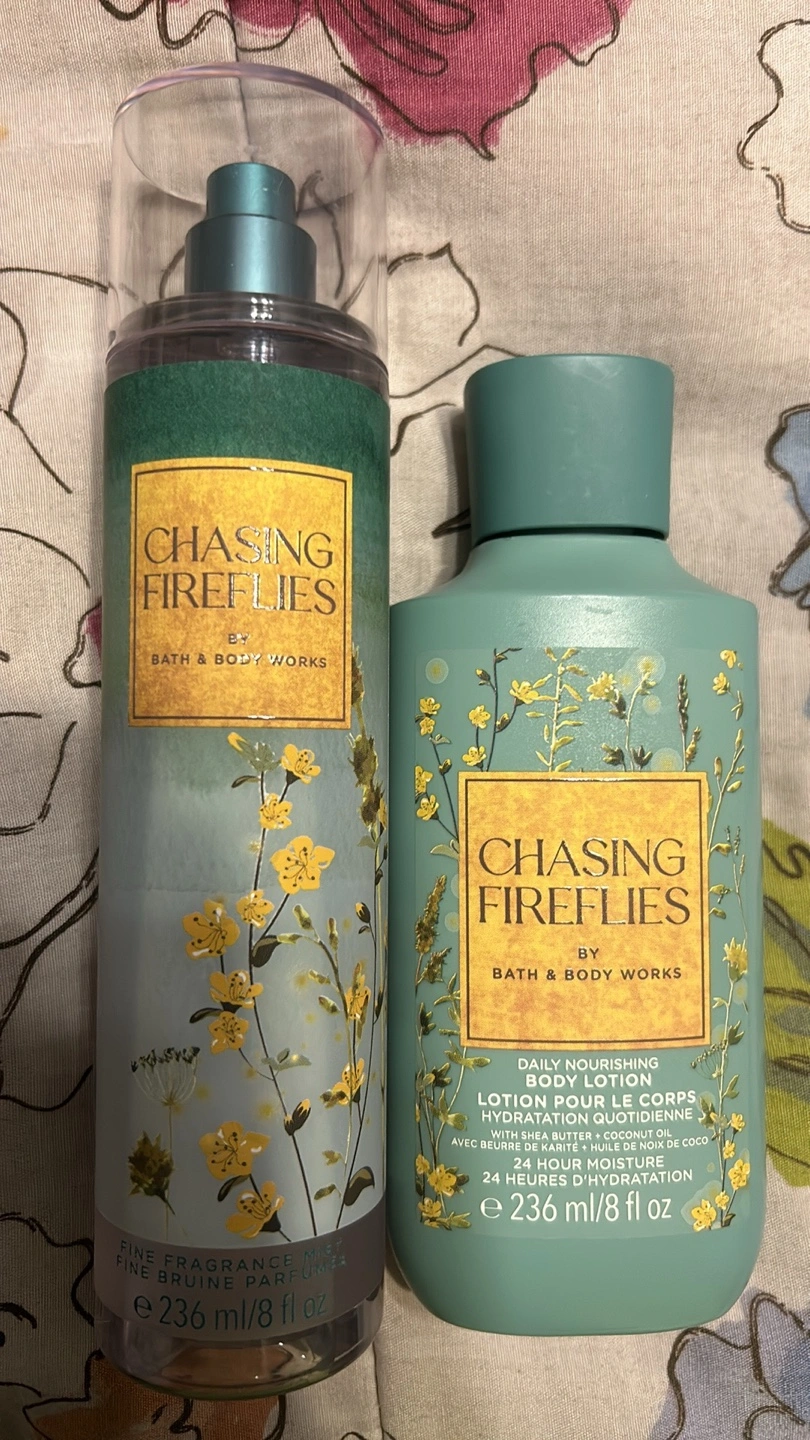 CHASING
FIREFLIES
BY
BATH & BODY WORKS
FINE FRAGRANCE MIST
FINE BRUINE PARFUMÉE
e 236 ml/8 fl oz
CHASING
FIREFLIES
BY
BATH & BODY WORKS
DAILY NOURISHING
BODY LOTION
LOTION POUR LE CORPS
HYDRATATION QUOTIDIENNE
WITH SHEA BUTTER + COCONUT OIL
AVEC BEURRE DE KARITÉ + HUILE DE NOIX DE COCO
24 HOUR MOISTURE
24 HEURES D'HYDRATATION
e 236 ml/8 fl oz